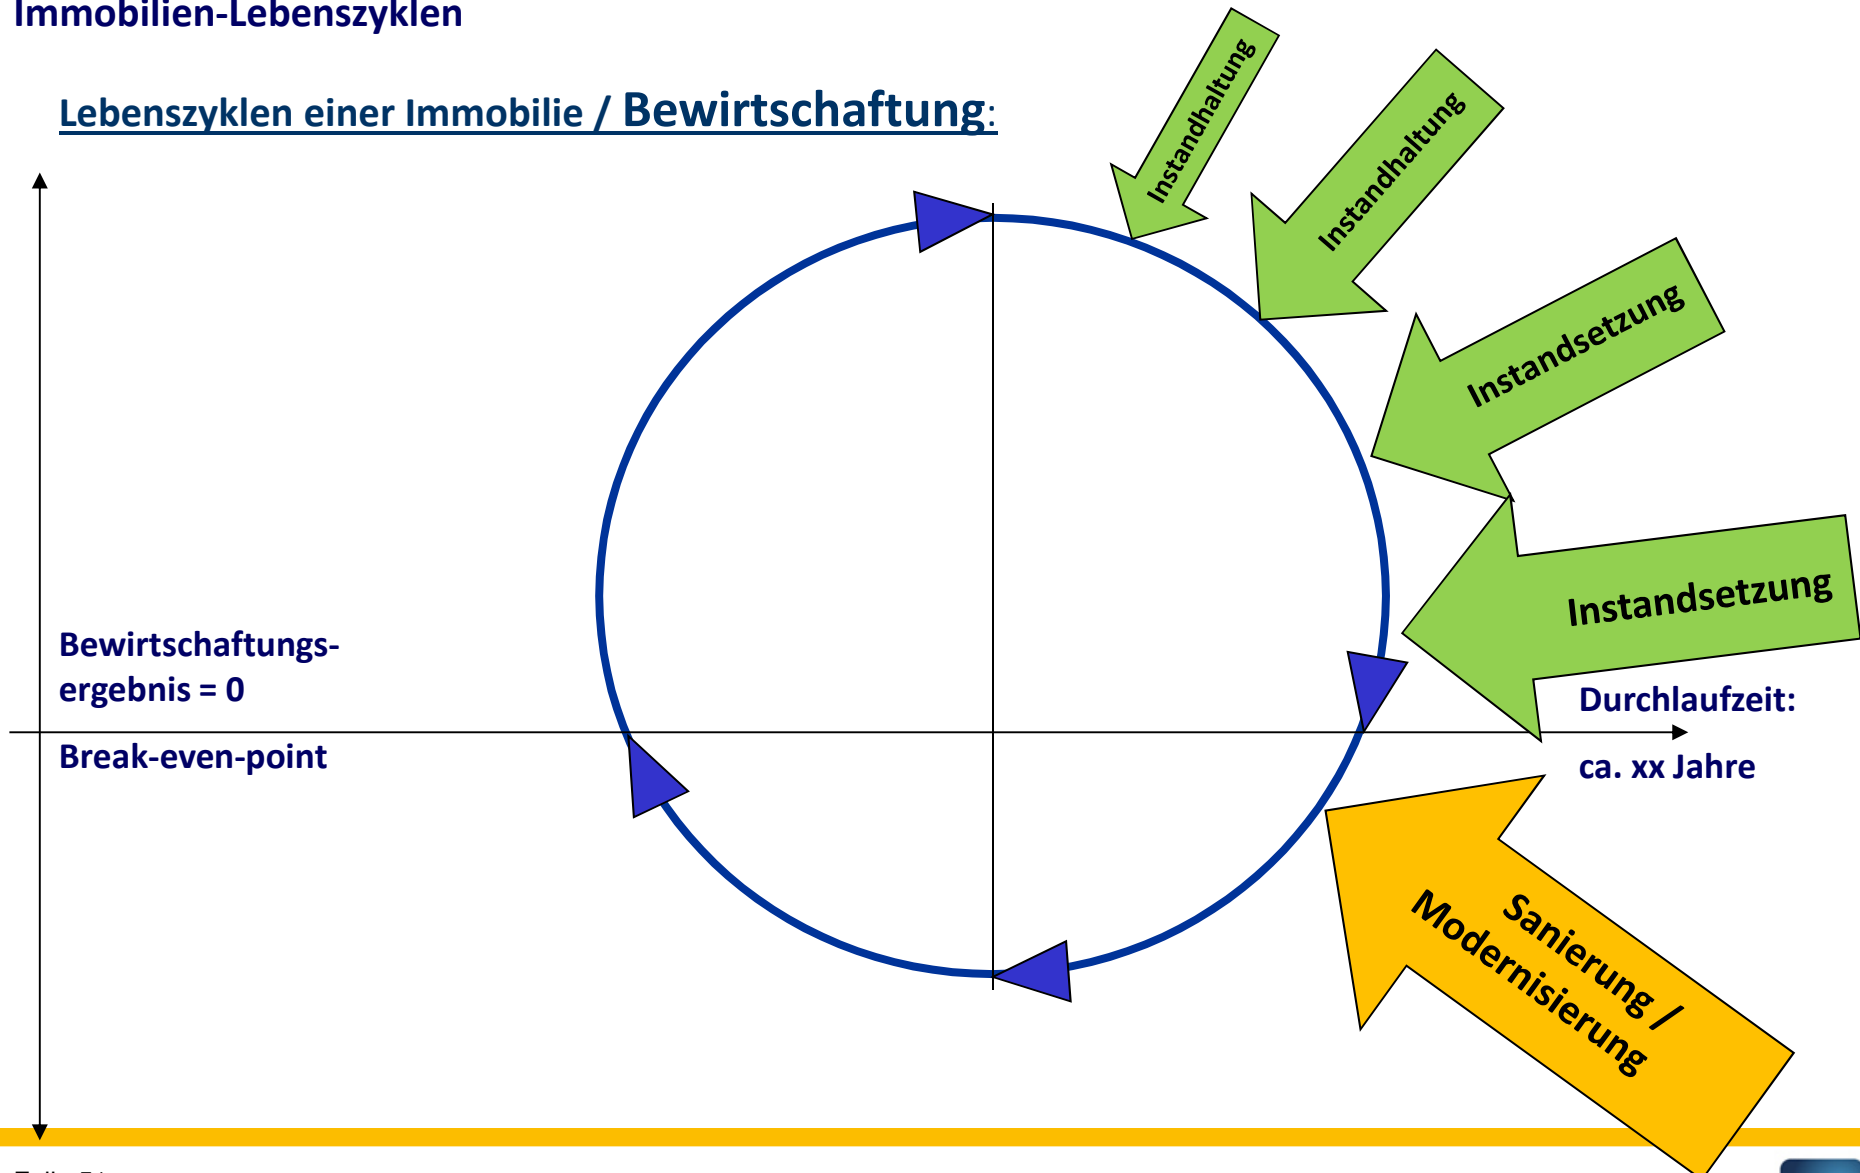 Immobilien-Lebenszyklen
Lebenszyklen einer Immobilie / Bewirtschaftung:
Instandhaltung
Instandhaltung
Instandsetzung
Instandsetzung
Bewirtschaftungs-
ergebnis = 0
Break-even-point
Durchlaufzeit:
ca. xx Jahre
Sanierung /
Modernisierung